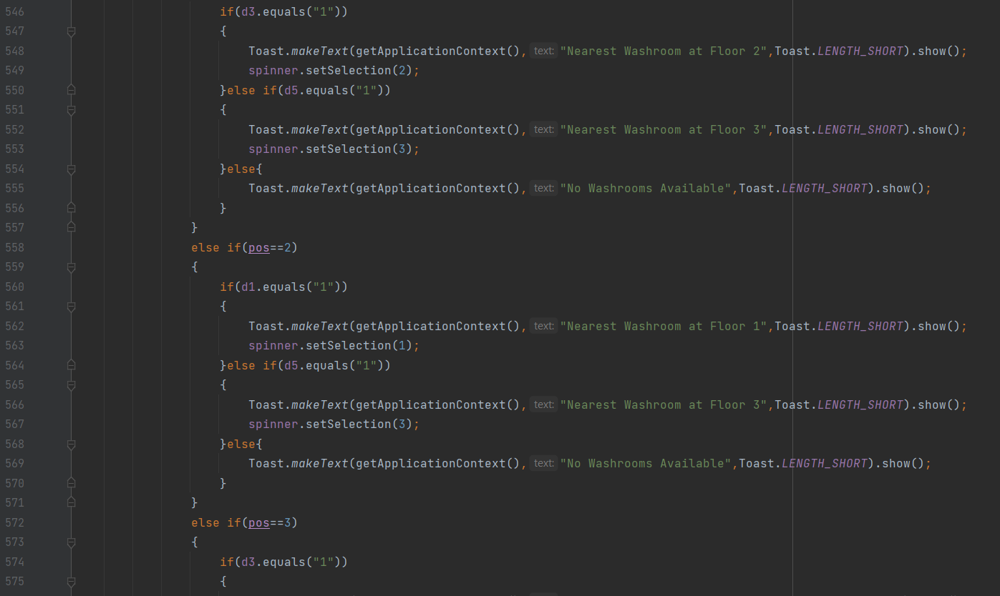 546 if(d3.equals("1"))
547 {
548 Toast.makeText(getApplicationContext(), text: "Nearest Washroom at Floor 2",Toast.LENGTH_SHORT).show();
549 spinner.setSelection(2);
550 }else if(d5.equals("1"))
551 {
552 Toast.makeText(getApplicationContext(), text: "Nearest Washroom at Floor 3",Toast.LENGTH_SHORT).show();
553 spinner.setSelection(3);
554 }else{
555 Toast.makeText(getApplicationContext(), text: "No Washrooms Available",Toast.LENGTH_SHORT).show();
556 }
557 }
558 else if(pos==2)
559 {
560 if(d1.equals("1"))
561 {
562 Toast.makeText(getApplicationContext(), text: "Nearest Washroom at Floor 1",Toast.LENGTH_SHORT).show();
563 spinner.setSelection(1);
564 }else if(d5.equals("1"))
565 {
566 Toast.makeText(getApplicationContext(), text: "Nearest Washroom at Floor 3",Toast.LENGTH_SHORT).show();
567 spinner.setSelection(3);
568 }else{
569 Toast.makeText(getApplicationContext(), text: "No Washrooms Available",Toast.LENGTH_SHORT).show();
570 }
571 }
572 else if(pos==3)
573 {
574 if(d3.equals("1"))
575 {